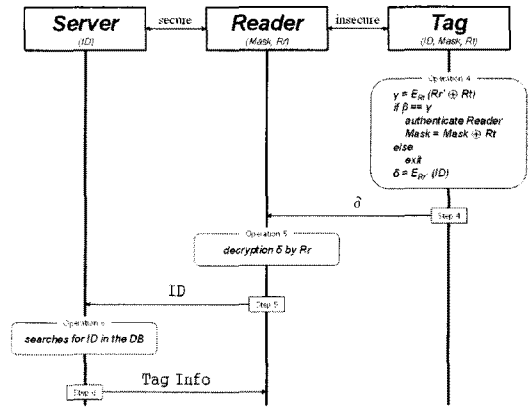 Server
(ID)
secure
Reader
(Mask, Rr)
insecure
Tag
(ID, Mask, Rt)
Operation 4
γ = E_Rt (Rr' ⊕ Rt)
if β == γ
authenticate Reader
Mask = Mask ⊕ Rt
else
exit
δ = E_Rr' (ID)
δ
Step 4
Operation 5
decryption δ by Rr
ID
Step 5
Operation 6
searches for ID in the DB
Step 6
Tag Info